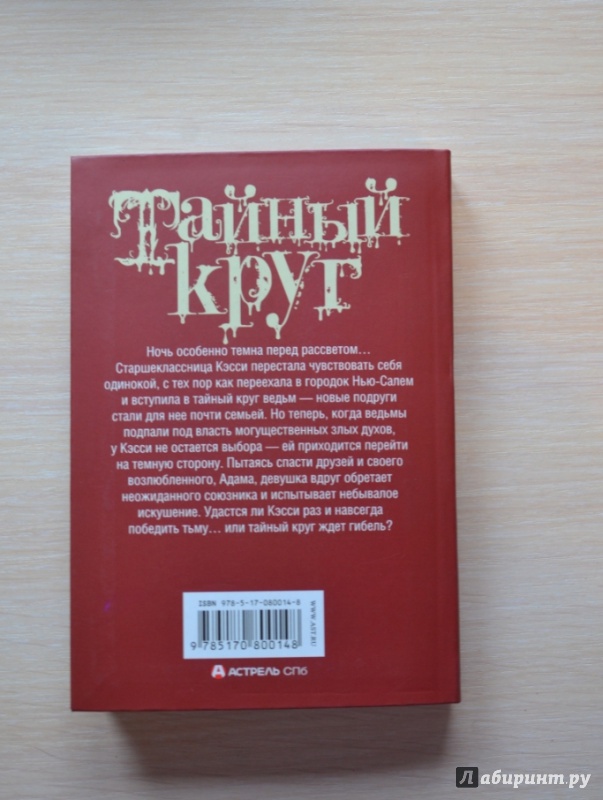 Тайный
круг
Ночь особенно темна перед рассветом...
Старшеклассница Кэсси перестала чувствовать себя
одинокой, с тех пор как переехала в городок Нью-Салем
и вступила в тайный круг ведьм — новые подруги
стали для нее почти семьей. Но теперь, когда ведьмы
подпали под власть могущественных злых духов,
у Кэсси не остается выбора — ей приходится перейти
на темную сторону. Пытаясь спасти друзей и своего
возлюбленного, Адама, девушка вдруг обретает
неожиданного союзника и испытывает небывалое
искушение. Удастся ли Кэсси раз и навсегда
победить тьму... или тайный круг ждет гибель?
ISBN 978-5-17-080014-8
WWW.AST.RU
9 785170 800148
АСТРЕЛЬ СПб
Лабиринт.ру